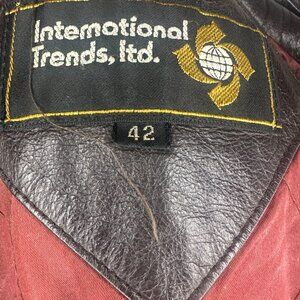 International
Trends, ltd.
42